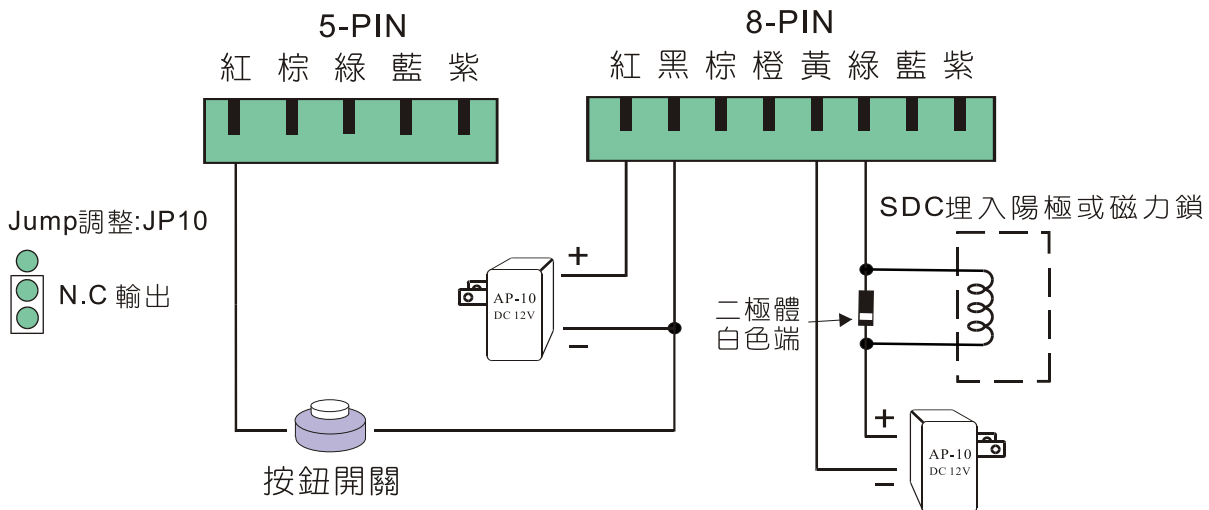 5-PIN
8-PIN
紅 棕 綠 藍 紫
紅 黑 棕 橙 黃 綠 藍 紫
Jump調整:JP10
N.C 輸出
SDC埋入陽極或磁力鎖
+
AP-10
DC 12V
−
二極體
白色端
按鈕開關
+
AP-10
DC 12V
−